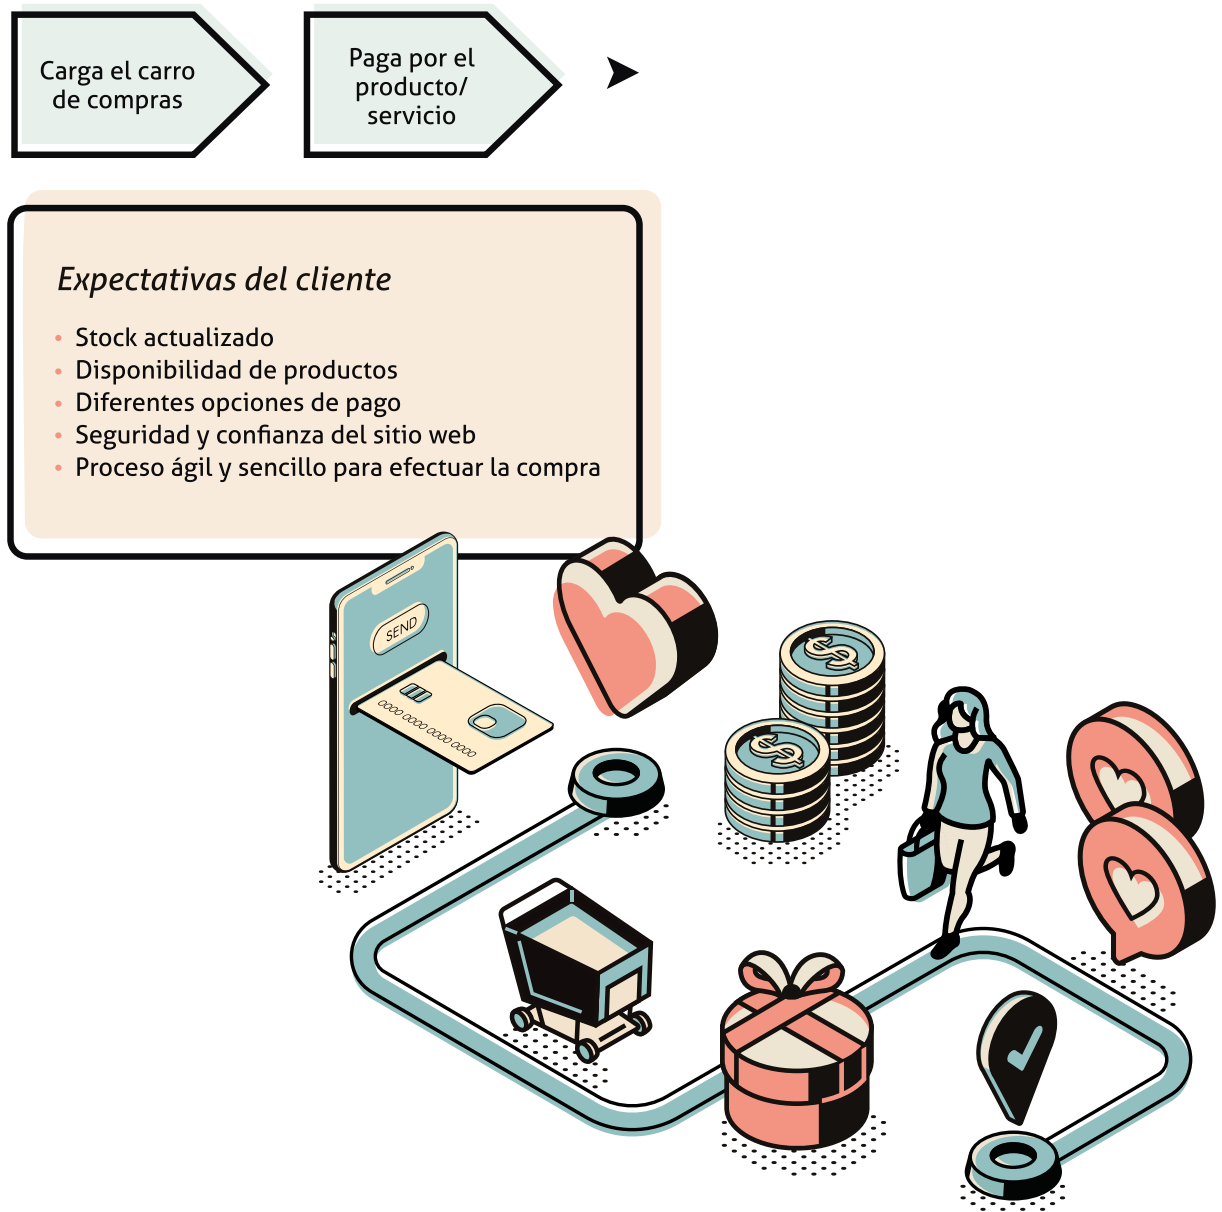 Carga el carro
de compras
Paga por el
producto/
servicio
Expectativas del cliente
• Stock actualizado
• Disponibilidad de productos
• Diferentes opciones de pago
• Seguridad y confianza del sitio web
• Proceso ágil y sencillo para efectuar la compra
SEND
0000 0000 0000 0000
$
$